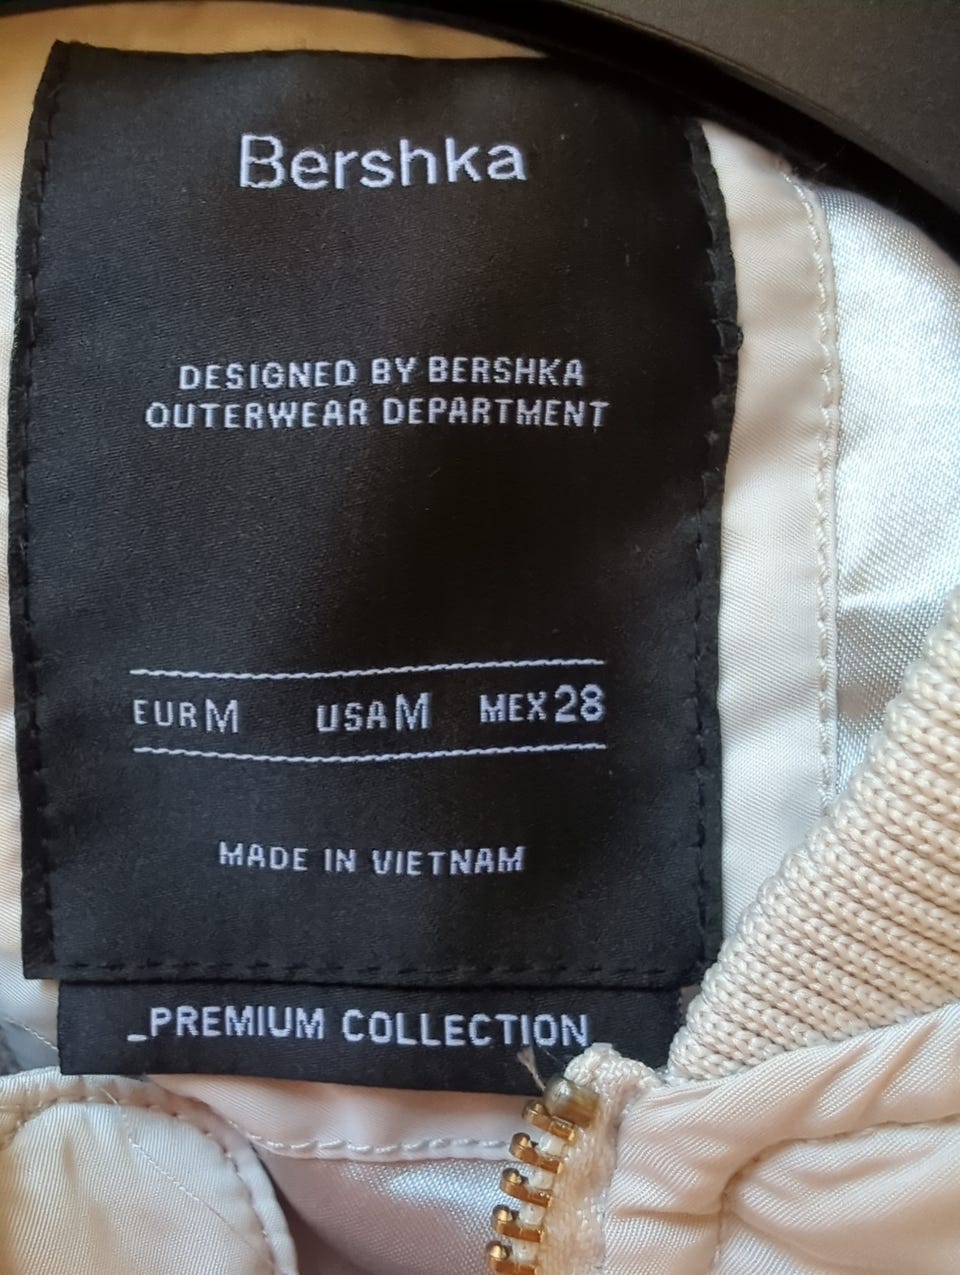 Bershka
DESIGNED BY BERSHKA
OUTERWEAR DEPARTMENT
EUR M USA M MEX 28
MADE IN VIETNAM
_PREMIUM COLLECTION